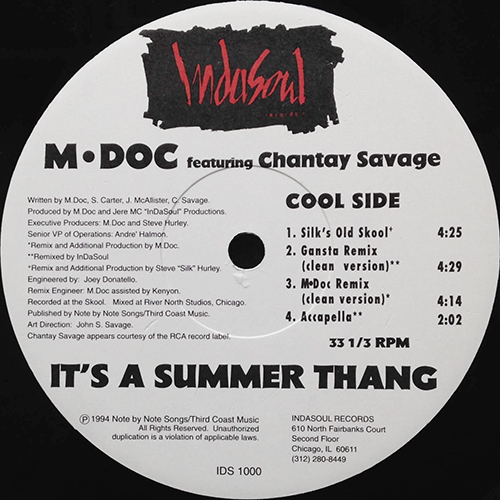 IndaSoul
records
M•DOC featuring Chantay Savage
Written by M.Doc, S. Carter, J. McAllister, C. Savage.
Produced by M.Doc and Jere MC "InDaSoul" Productions.
Executive Producers: M.Doc and Steve Hurley.
Senior VP of Operations: Andre' Halmon.
*Remix and Additional Production by M.Doc.
**Remixed by InDaSoul
*Remix and Additional Production by Steve "Silk" Hurley.
Engineered by: Joey Donatello.
Remix Engineer: M.Doc assisted by Kenyon.
Recorded at the Skool. Mixed at River North Studios, Chicago.
Published by Note by Note Songs/Third Coast Music.
Art Direction: John S. Savage.
Chantay Savage appears courtesy of the RCA record label.
COOL SIDE
1. Silk's Old Skool* 4:25
2. Gansta Remix
(clean version)** 4:29
3. M•Doc Remix
(clean version)* 4:14
4. Accapella** 2:02
33 1/3 RPM
IT'S A SUMMER THANG
℗ 1994 Note by Note Songs/Third Coast Music
All Rights Reserved. Unauthorized
duplication is a violation of applicable laws.
INDASOUL RECORDS
610 North Fairbanks Court
Second Floor
Chicago, IL 60611
(312) 280-8449
IDS 1000